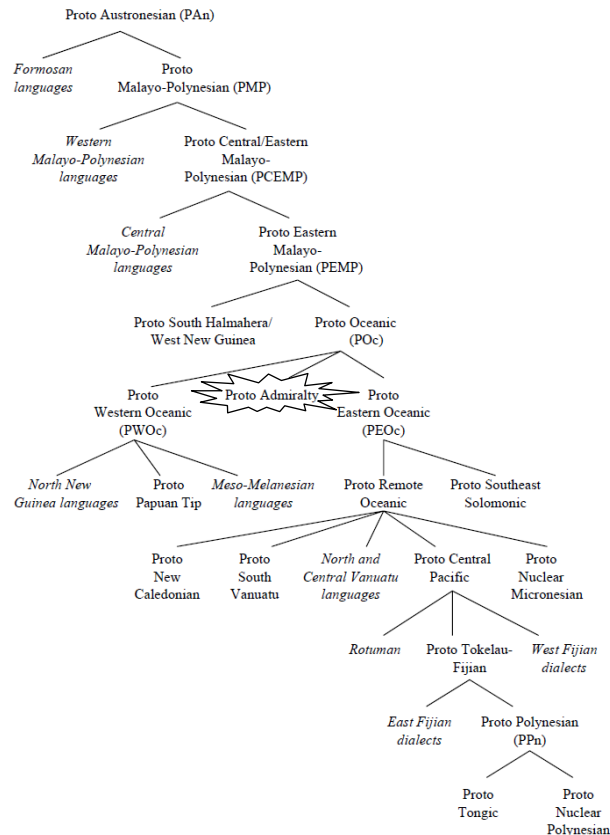 Proto Austronesian (PAn)
Formosan
languages
Proto
Malayo-Polynesian (PMP)
Western
Malayo-Polynesian
languages
Proto Central/Eastern
Malayo-
Polynesian (PCEMP)
Central
Malayo-Polynesian
languages
Proto Eastern
Malayo-
Polynesian (PEMP)
Proto South Halmahera/
West New Guinea
Proto Oceanic
(POc)
Proto
Western Oceanic
(PWOc)
Proto Admiralty
Proto
Eastern Oceanic
(PEOc)
North New
Guinea languages
Proto
Papuan Tip
Meso-Melanesian
languages
Proto Remote
Oceanic
Proto Southeast
Solomonic
Proto
New
Caledonian
Proto
South
Vanuatu
North and
Central Vanuatu
languages
Proto Central
Pacific
Proto
Nuclear
Micronesian
Rotuman
Proto Tokelau-
Fijian
West Fijian
dialects
East Fijian
dialects
Proto Polynesian
(PPn)
Proto
Tongic
Proto
Nuclear
Polynesian